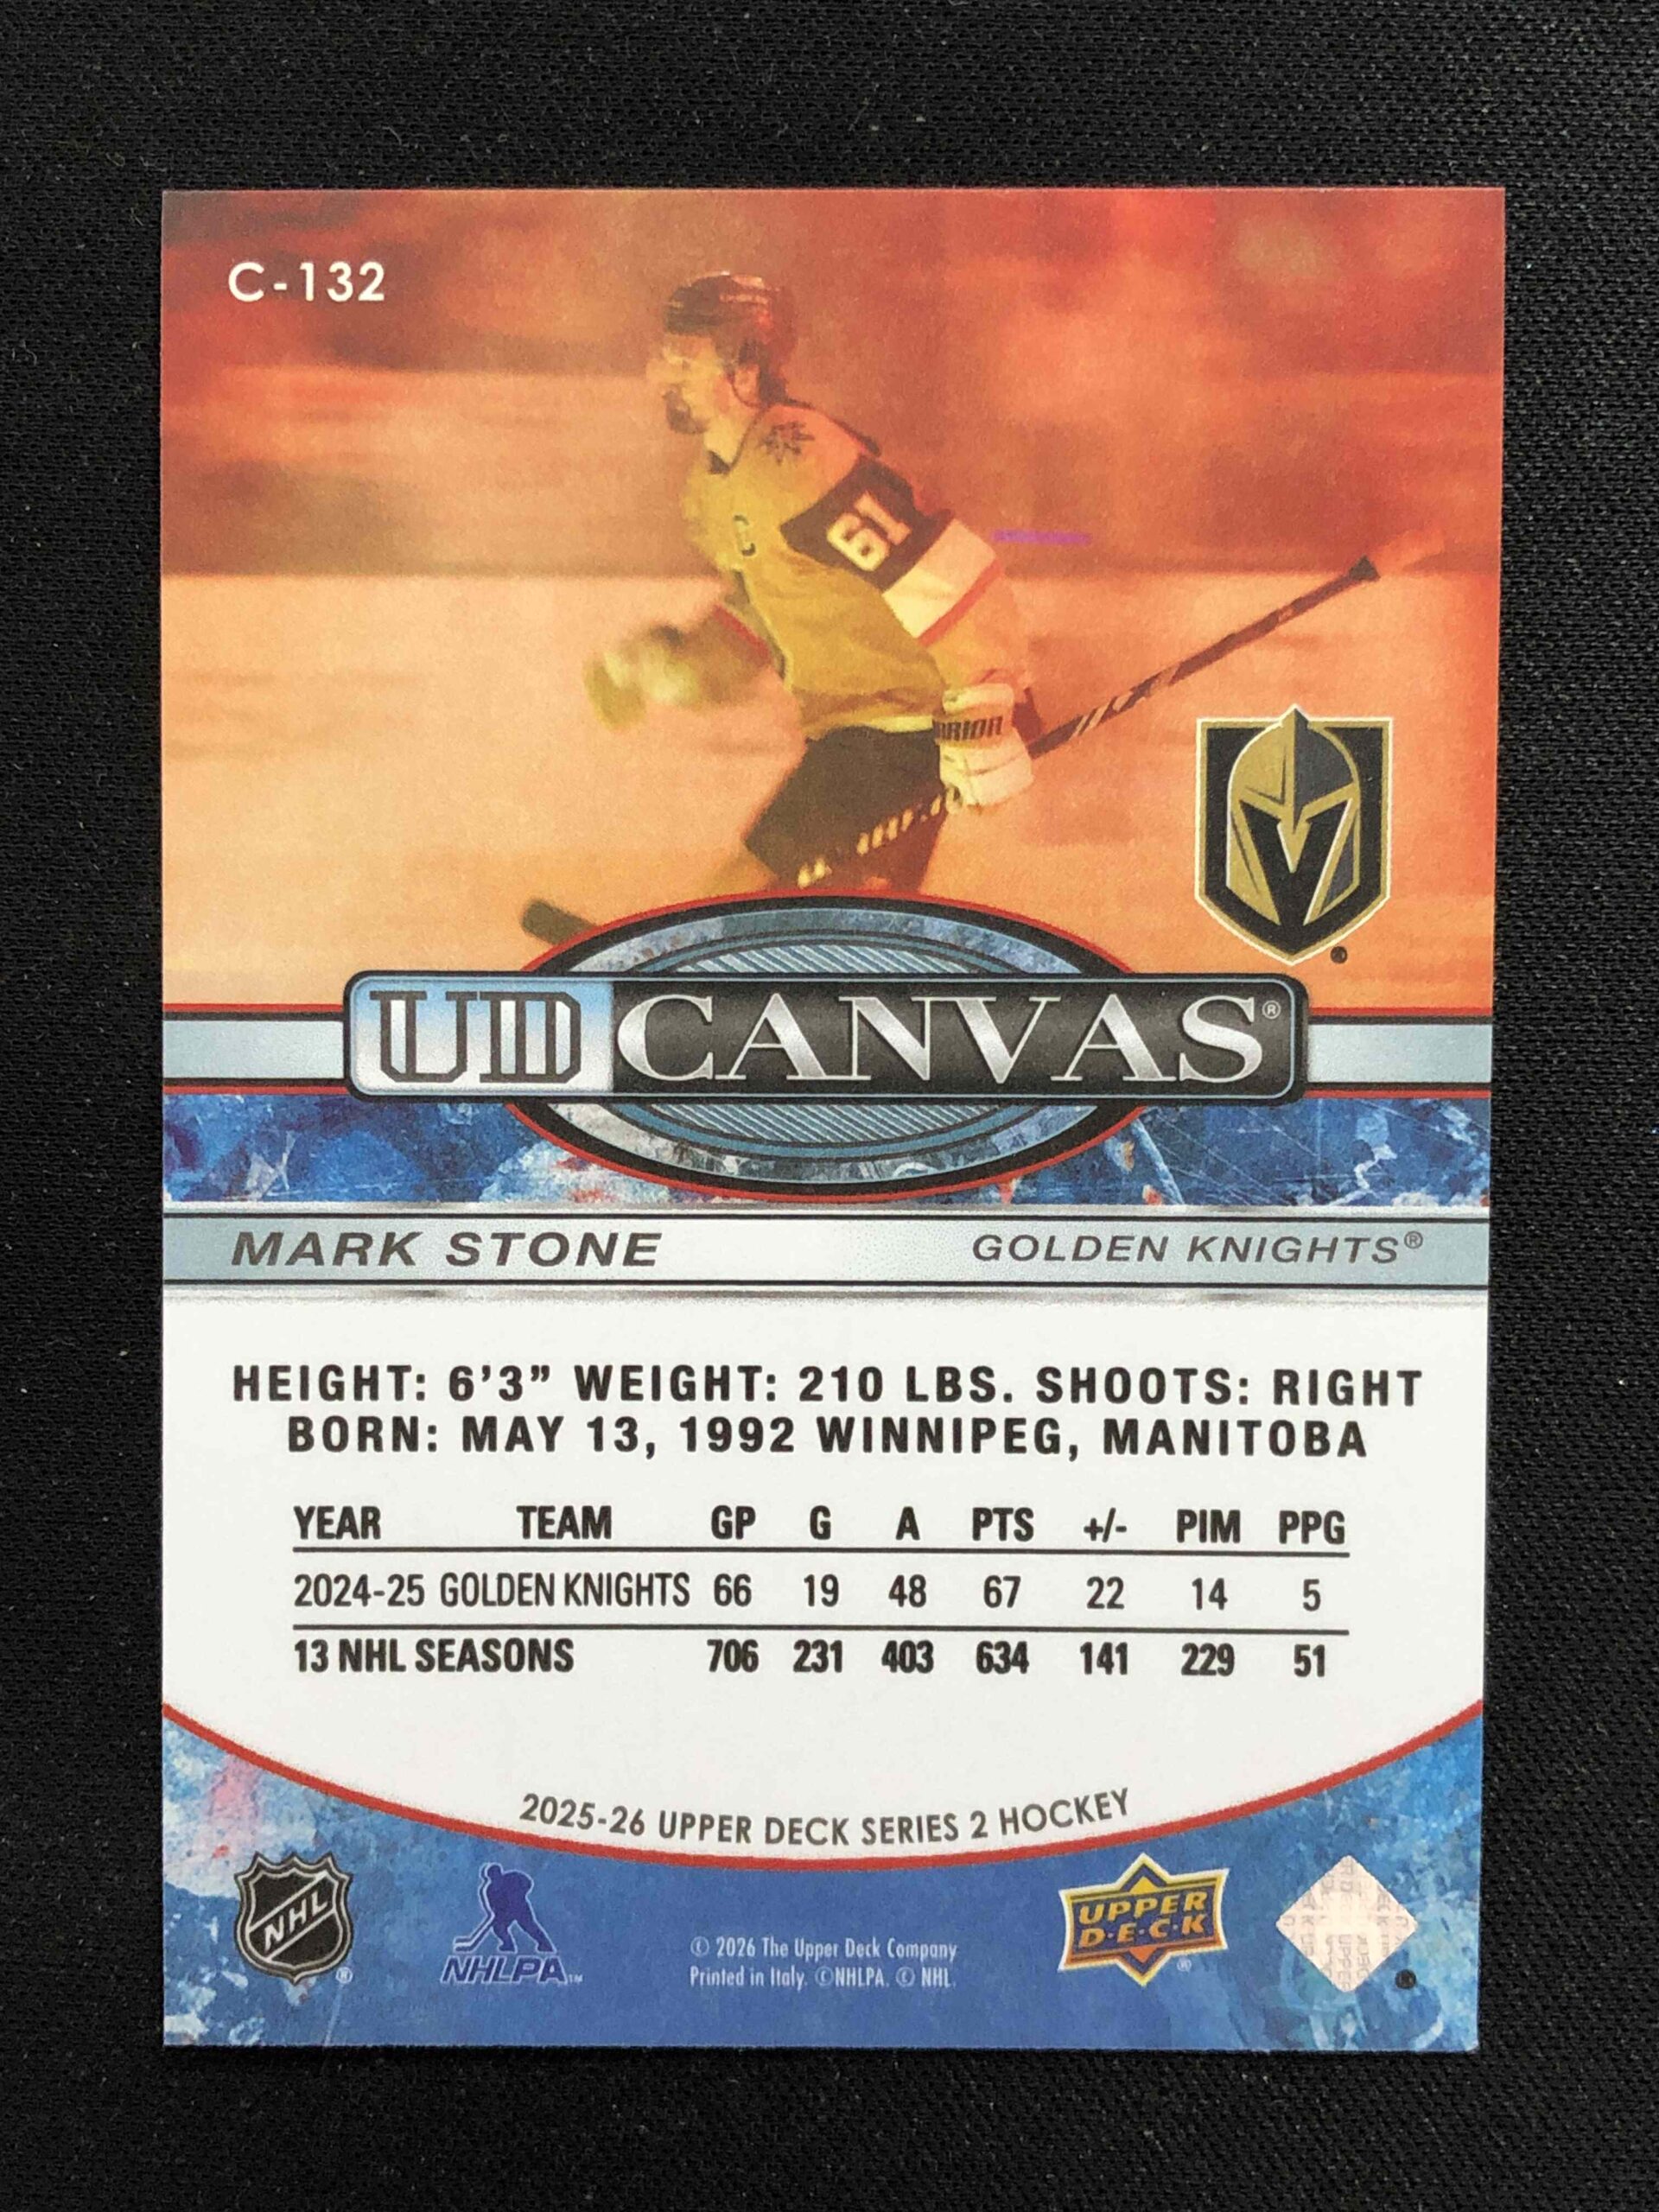 C-132
61
UD CANVAS®
MARK STONE GOLDEN KNIGHTS®
HEIGHT: 6'3" WEIGHT: 210 LBS. SHOOTS: RIGHT
BORN: MAY 13, 1992 WINNIPEG, MANITOBA
YEAR TEAM GP G A PTS +/- PIM PPG
2024-25 GOLDEN KNIGHTS 66 19 48 67 22 14 5
13 NHL SEASONS 706 231 403 634 141 229 51
2025-26 UPPER DECK SERIES 2 HOCKEY
NHL®
NHLPA™
© 2026 The Upper Deck Company
Printed in Italy. ©NHLPA. © NHL.
UPPER
D·E·C·K